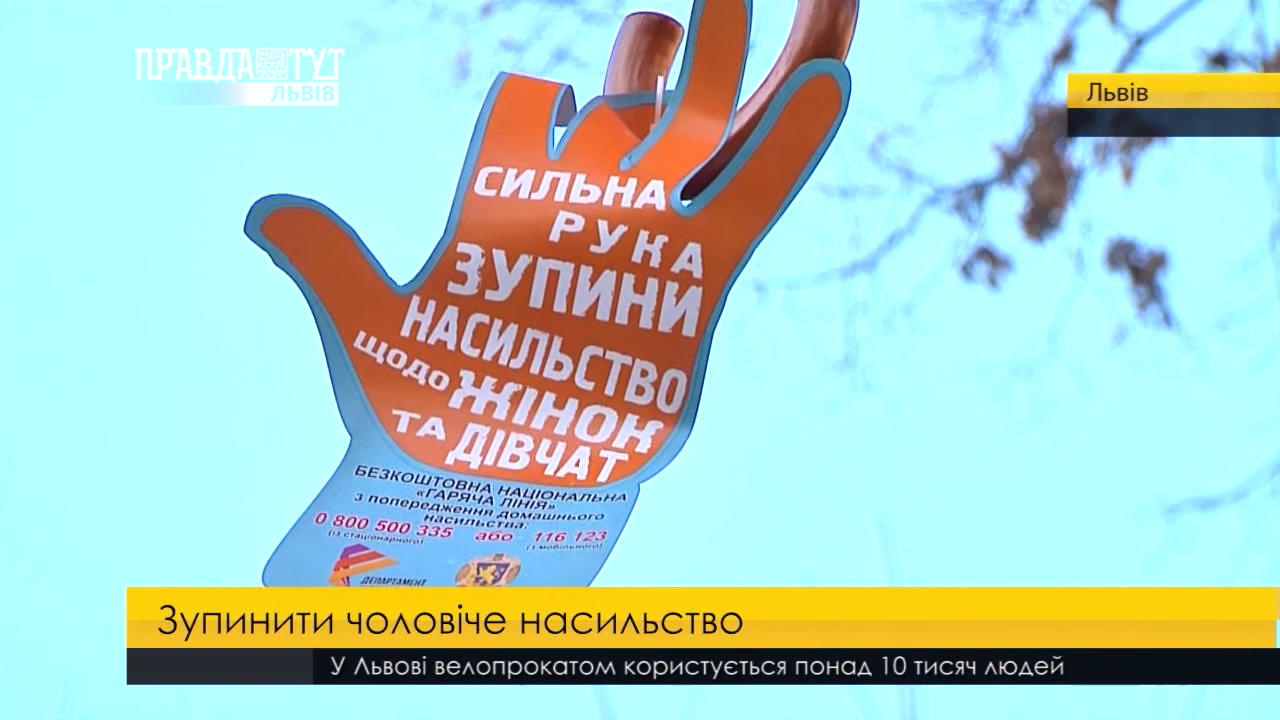 ПРАВДА ТУТ
ЛЬВІВ
Львів
СИЛЬНА
РУКА
ЗУПИНИ
НАСИЛЬСТВО
ЩОДО ЖІНОК
ТА ДІВЧАТ
БЕЗКОШТОВНА НАЦІОНАЛЬНА
«ГАРЯЧА ЛІНІЯ»
з попередження домашнього
насильства:
0 800 500 335 або 116 123
(із стаціонарного) (з мобільного)
ДЕПАРТАМЕНТ
Зупинити чоловіче насильство
У Львові велопрокатом користується понад 10 тисяч людей